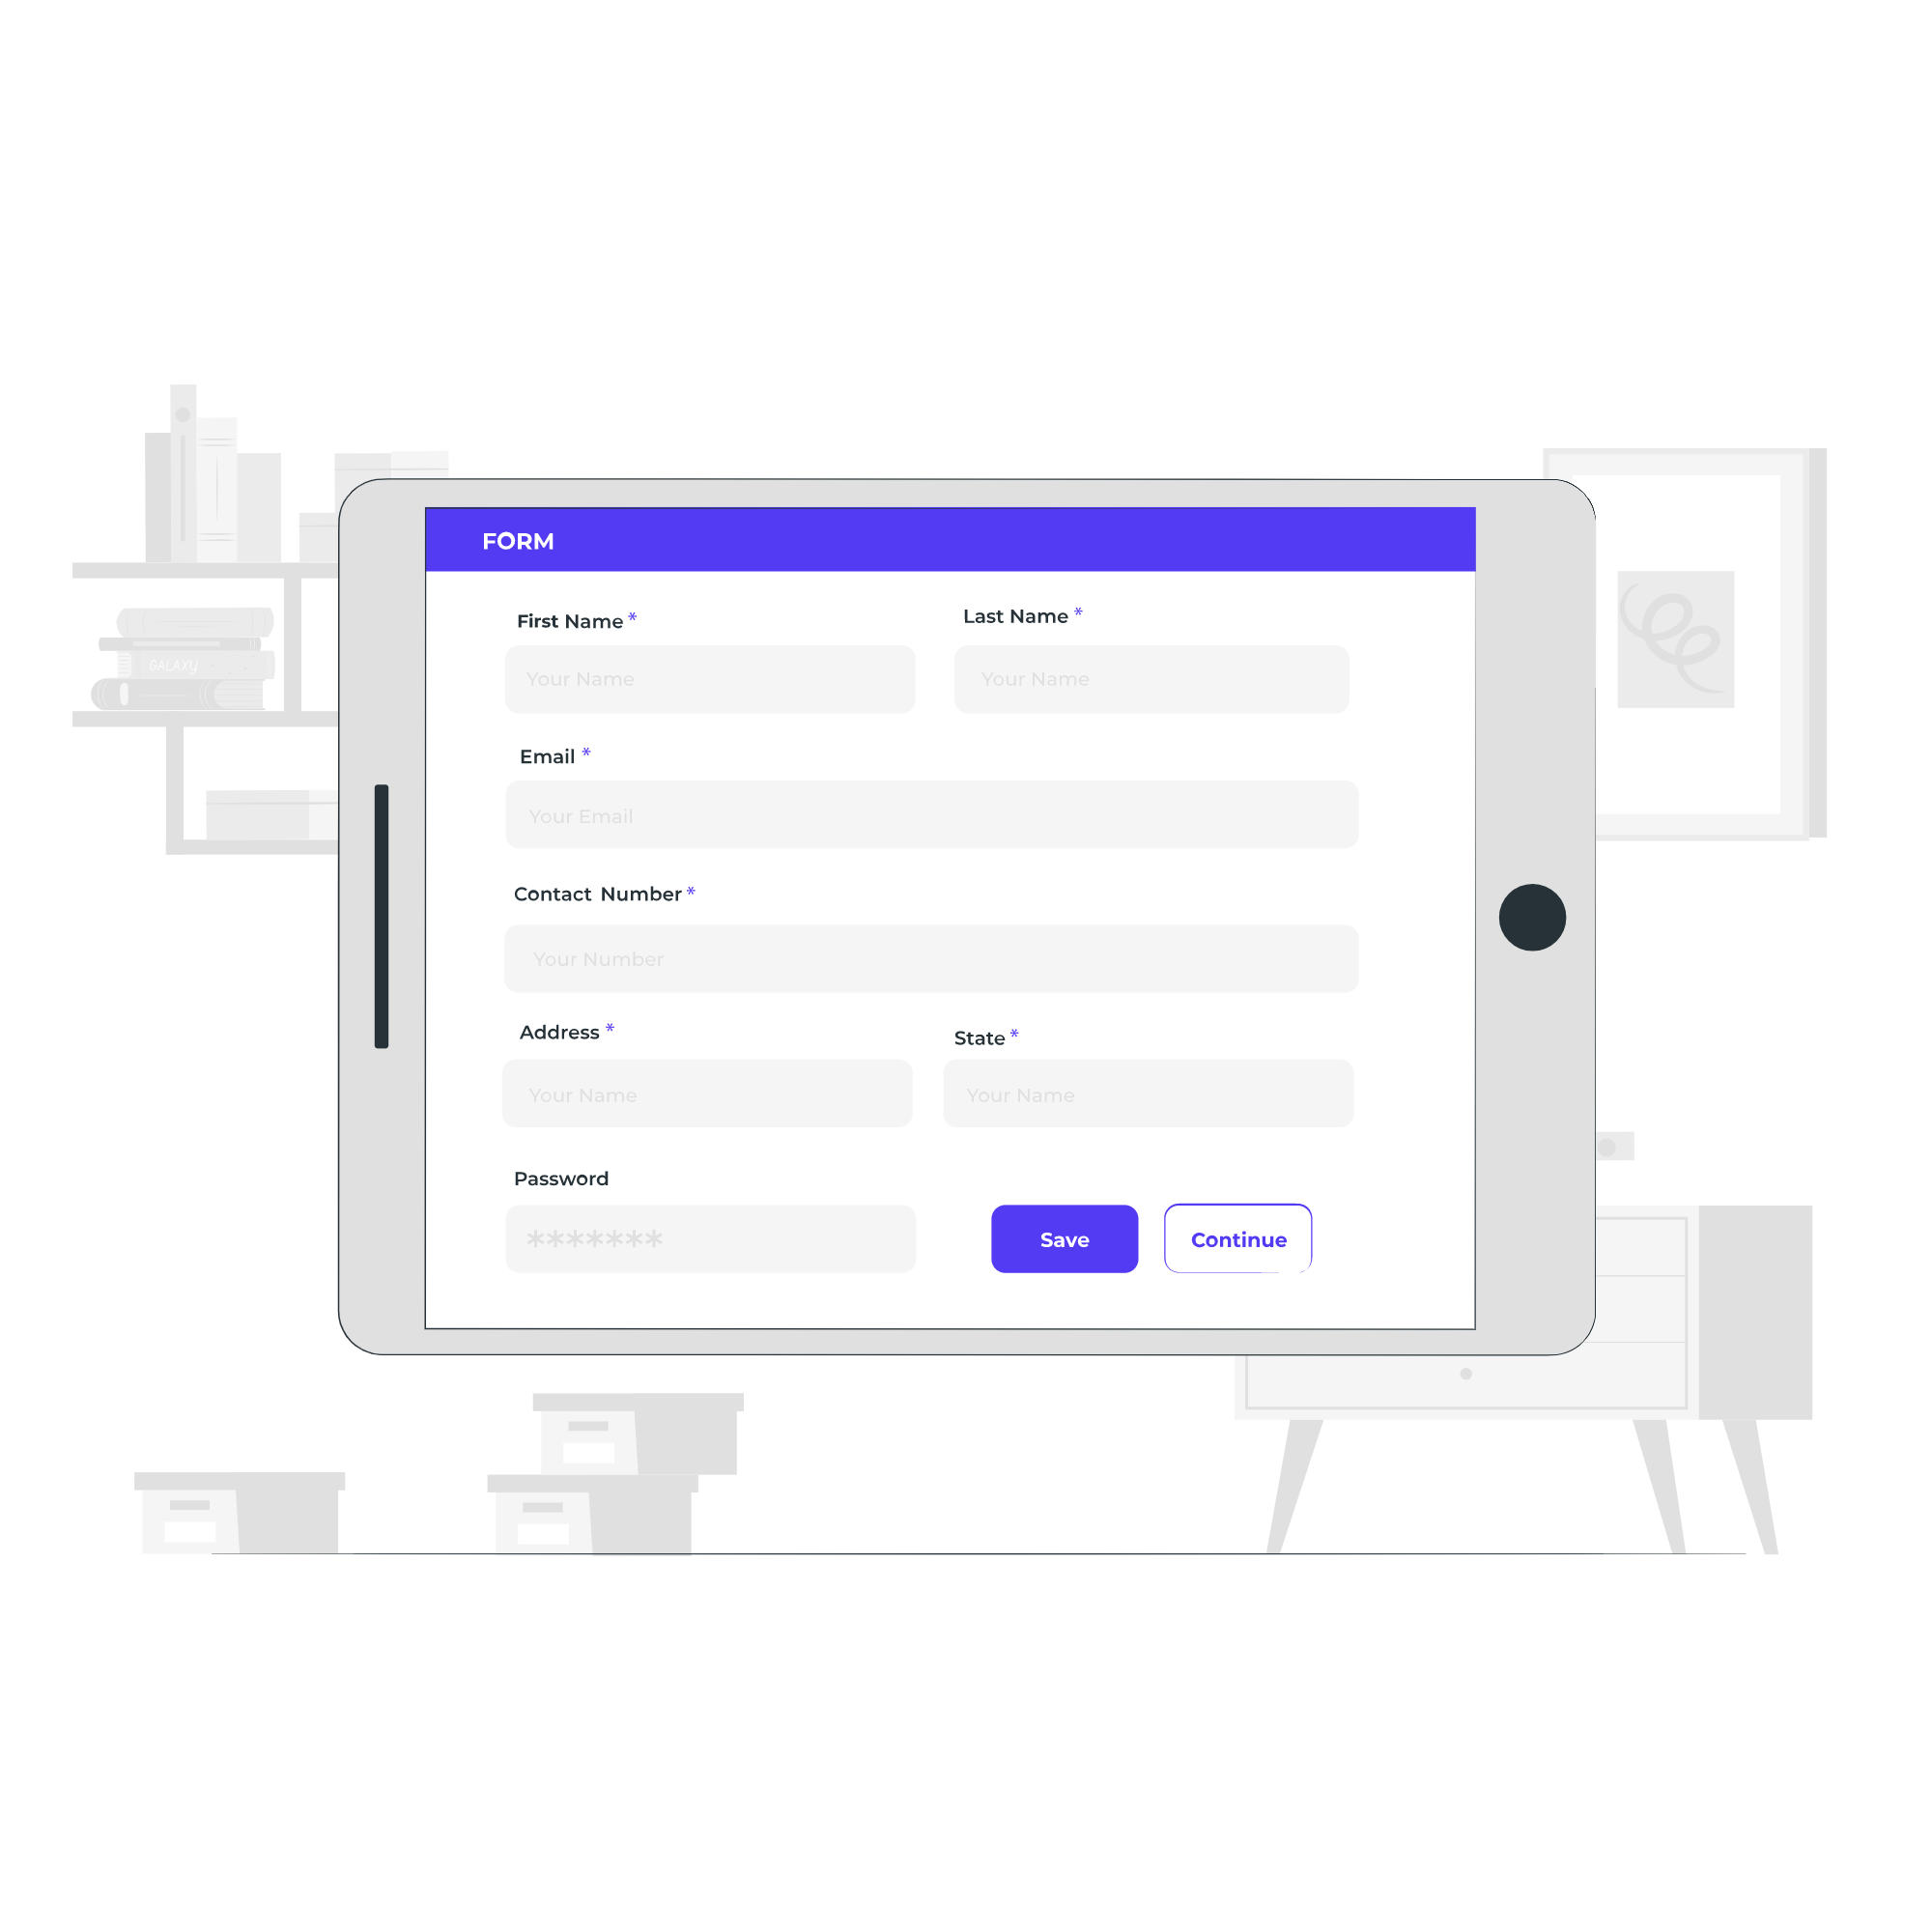 FORM
First Name *
Last Name *
Your Name
Your Name
Email *
Your Email
Contact Number *
Your Number
Address *
State *
Your Name
Your Name
Password
*******
Save
Continue
GALAXY